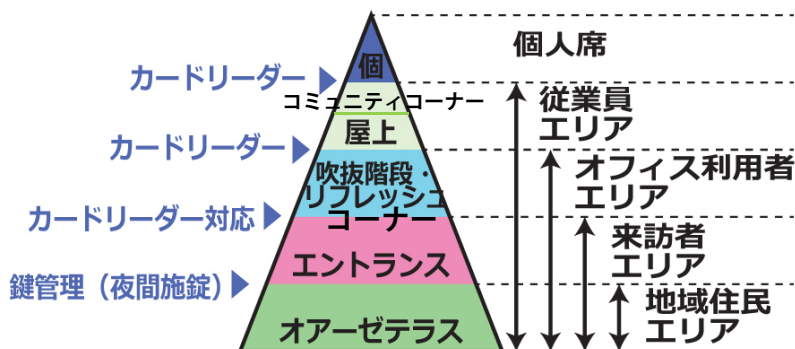 個人席
カードリーダー
個
コミュニティコーナー
従業員
エリア
屋上
カードリーダー
吹抜階段・
リフレッシュ
コーナー
オフィス利用者
エリア
カードリーダー対応
来訪者
エリア
エントランス
鍵管理（夜間施錠）
地域住民
エリア
オアーゼテラス